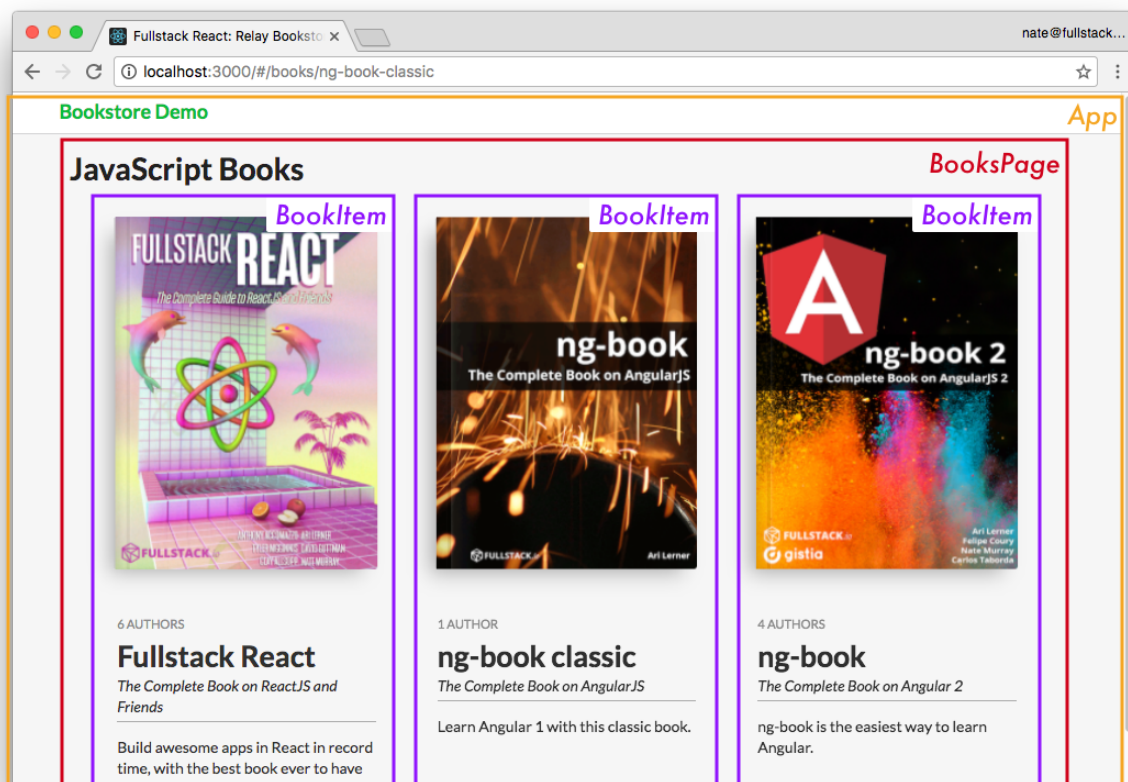 Fullstack React: Relay Booksto
nate@fullstack...
localhost:3000/#/books/ng-book-classic
Bookstore Demo
App
JavaScript Books
BooksPage
BookItem
BookItem
BookItem
FULLSTACK REACT
The Complete Guide to ReactJS and Friends
FULLSTACK.io
ng-book
The Complete Book on AngularJS
FULLSTACK.io
Ari Lerner
ng-book 2
The Complete Book on AngularJS 2
FULLSTACK.io
gistia
Ari Lerner
Felipe Coury
Nate Murray
Carlos Taborda
6 AUTHORS
Fullstack React
The Complete Book on ReactJS and
Friends
Build awesome apps in React in record
time, with the best book ever to have
1 AUTHOR
ng-book classic
The Complete Book on AngularJS
Learn Angular 1 with this classic book.
4 AUTHORS
ng-book
The Complete Book on Angular 2
ng-book is the easiest way to learn
Angular.